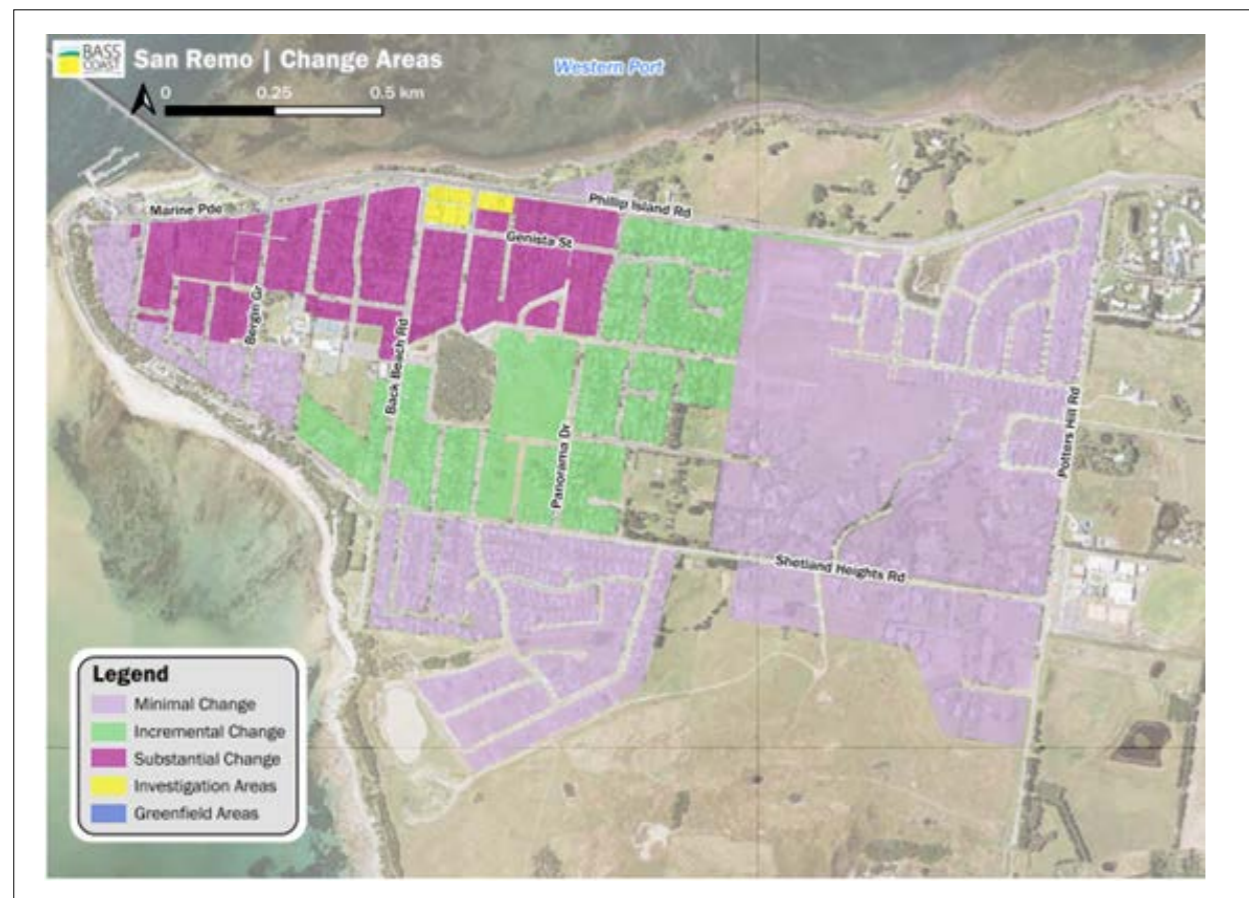 BASS
COAST
San Remo | Change Areas
0 0.25 0.5 km
Western Port
Marine Pde
Phillip Island Rd
Genista St
Bergin Gr
Back Beach Rd
Panorama Dr
Potters Hill Rd
Shetland Heights Rd
Legend
Minimal Change
Incremental Change
Substantial Change
Investigation Areas
Greenfield Areas